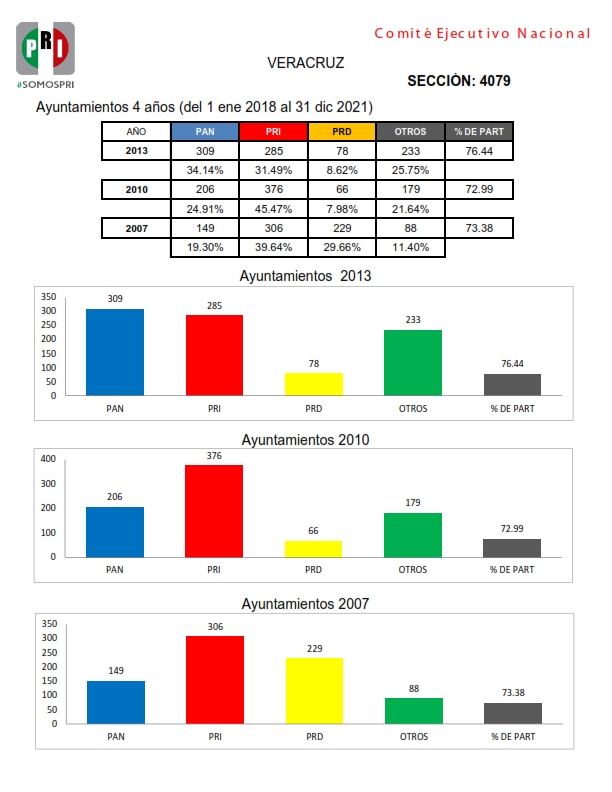 PRI
#SOMOSPRI
Comité Ejecutivo Nacional
VERACRUZ
SECCIÓN: 4079
Ayuntamientos 4 años (del 1 ene 2018 al 31 dic 2021)
AÑO PAN PRI PRD OTROS % DE PART
2013 309 285 78 233 76.44
34.14% 31.49% 8.62% 25.75%
2010 206 376 66 179 72.99
24.91% 45.47% 7.98% 21.64%
2007 149 306 229 88 73.38
19.30% 39.64% 29.66% 11.40%
Ayuntamientos 2013
350
300
250
200
150
100
50
0
309 285 78 233 76.44
PAN PRI PRD OTROS % DE PART
Ayuntamientos 2010
400
300
200
100
0
206 376 66 179 72.99
PAN PRI PRD OTROS % DE PART
Ayuntamientos 2007
350
300
250
200
150
100
50
0
149 306 229 88 73.38
PAN PRI PRD OTROS % DE PART